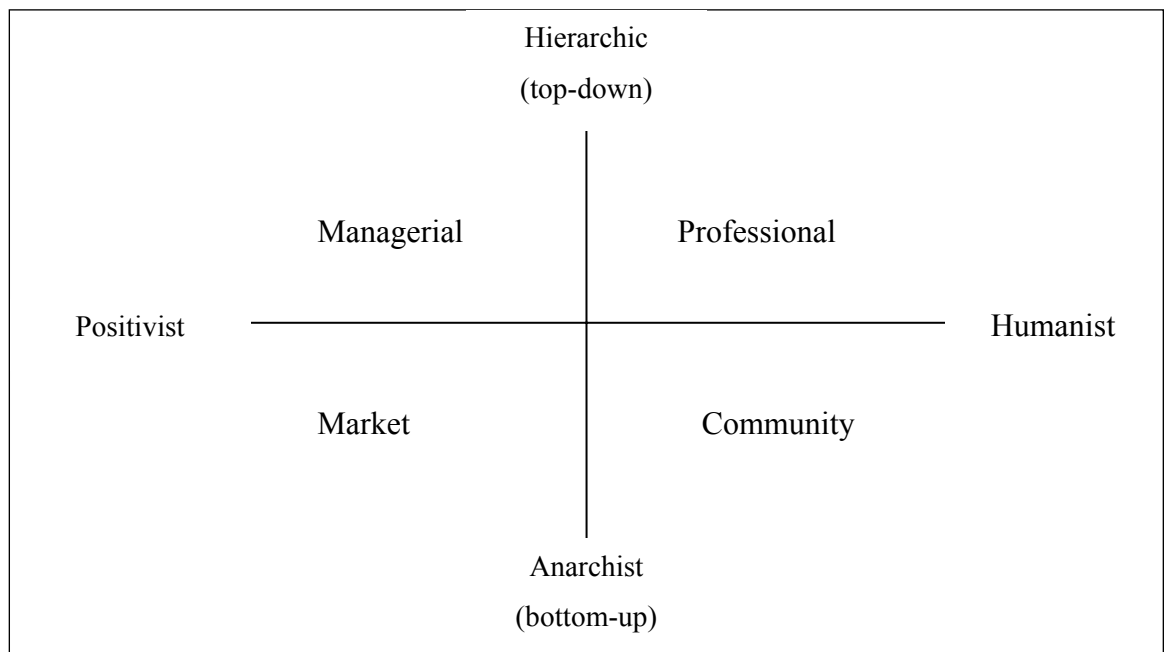 Hierarchic
(top-down)
Managerial
Professional
Positivist
Humanist
Market
Community
Anarchist
(bottom-up)